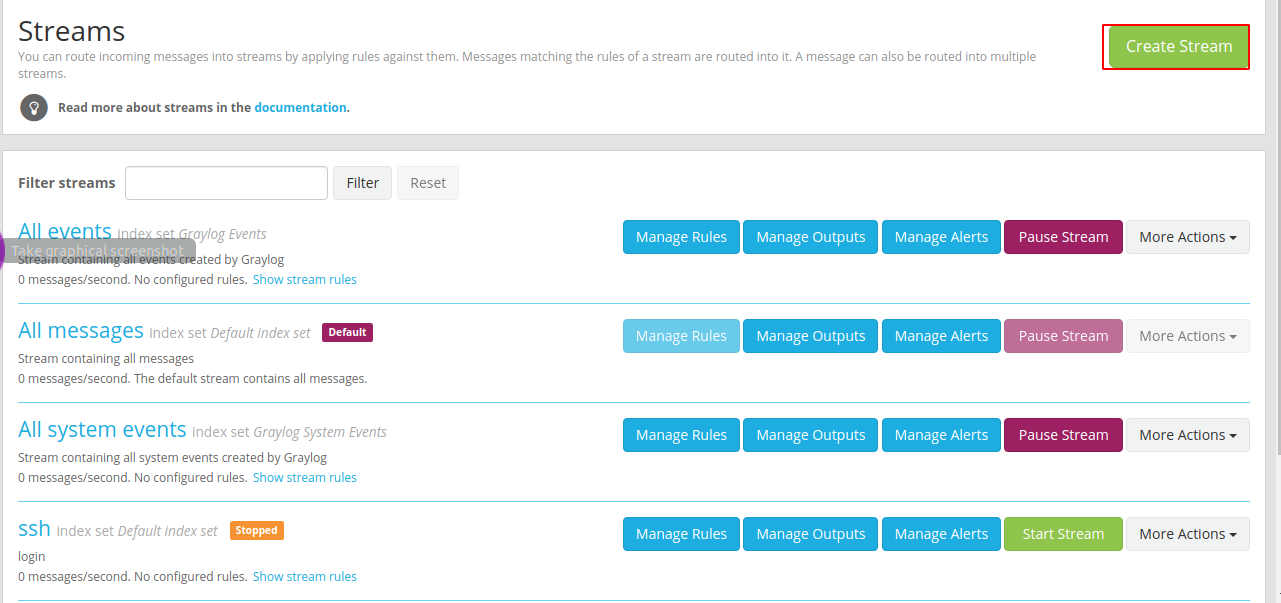 Streams
You can route incoming messages into streams by applying rules against them. Messages matching the rules of a stream are routed into it. A message can also be routed into multiple
streams.
Create Stream
Read more about streams in the documentation.
Filter streams Filter Reset
All events index set Graylog Events Manage Rules Manage Outputs Manage Alerts Pause Stream More Actions
Take graphical screenshot
Stream containing all events created by Graylog
0 messages/second. No configured rules. Show stream rules
All messages index set Default index set Default Manage Rules Manage Outputs Manage Alerts Pause Stream More Actions
Stream containing all messages
0 messages/second. The default stream contains all messages.
All system events index set Graylog System Events Manage Rules Manage Outputs Manage Alerts Pause Stream More Actions
Stream containing all system events created by Graylog
0 messages/second. No configured rules. Show stream rules
ssh index set Default index set Stopped Manage Rules Manage Outputs Manage Alerts Start Stream More Actions
login
0 messages/second. No configured rules. Show stream rules